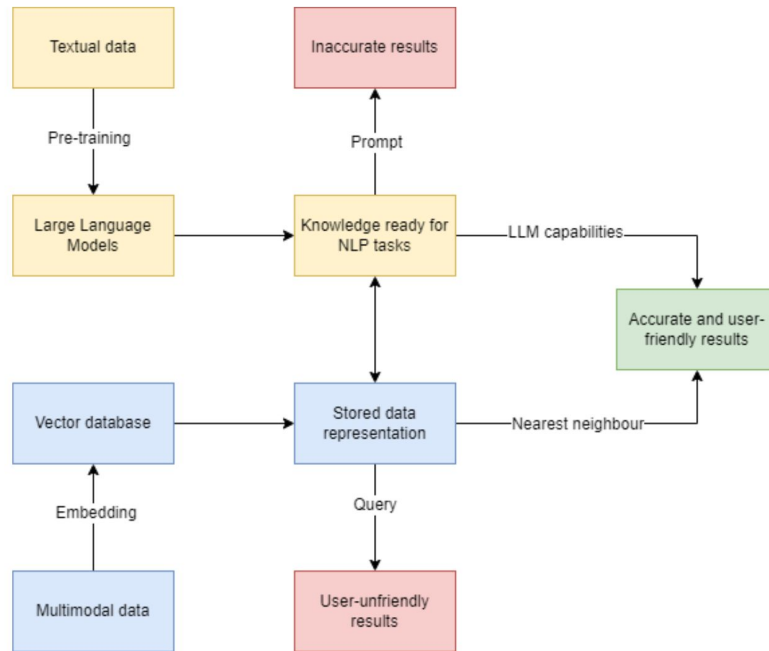 Textual data
Inaccurate results
Pre-training
Prompt
Large Language
Models
Knowledge ready for
NLP tasks
LLM capabilities
Accurate and user-
friendly results
Vector database
Stored data
representation
Nearest neighbour
Embedding
Query
Multimodal data
User-unfriendly
results